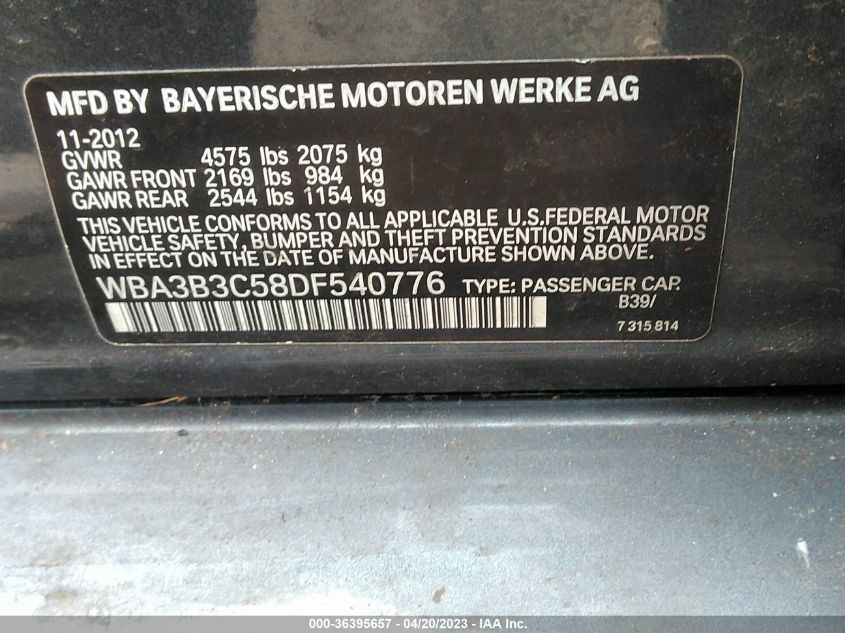 MFD BY BAYERISCHE MOTOREN WERKE AG
11-2012
GVWR 4575 lbs 2075 kg
GAWR FRONT 2169 lbs 984 kg
GAWR REAR 2544 lbs 1154 kg
THIS VEHICLE CONFORMS TO ALL APPLICABLE U.S.FEDERAL MOTOR
VEHICLE SAFETY, BUMPER AND THEFT PREVENTION STANDARDS
IN EFFECT ON THE DATE OF MANUFACTURE SHOWN ABOVE.
WBA3B3C58DF540776 TYPE: PASSENGER CAR
B39/
7 315 814
000-36395657 - 04/20/2023 - IAA Inc.